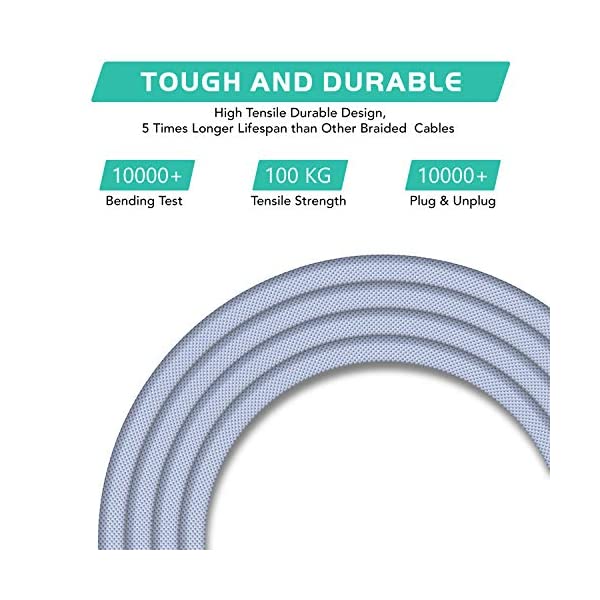 TOUGH AND DURABLE
High Tensile Durable Design,
5 Times Longer Lifespan than Other Braided Cables
10000+
Bending Test
100 KG
Tensile Strength
10000+
Plug & Unplug